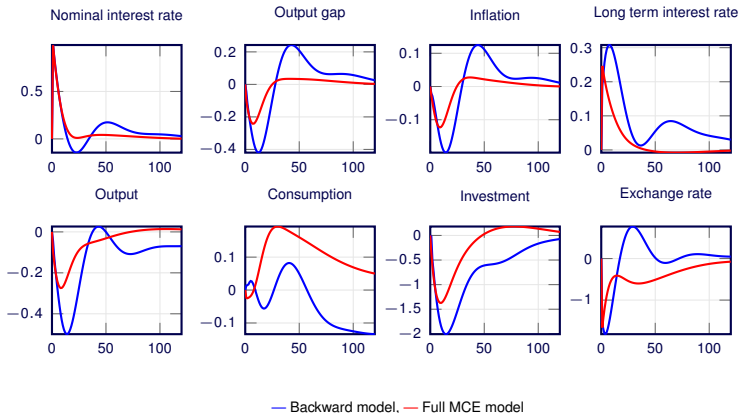 Nominal interest rate
Output gap
Inflation
Long term interest rate
0.5
0
0 50 100
0.2
0
−0.2
−0.4
0 50 100
0.1
0
−0.1
0 50 100
0.3
0.2
0.1
0
0 50 100
Output
Consumption
Investment
Exchange rate
0
−0.2
−0.4
0 50 100
0.1
0
−0.1
0 50 100
0
−0.5
−1
−1.5
−2
0 50 100
0
−1
0 50 100
Backward model, Full MCE model